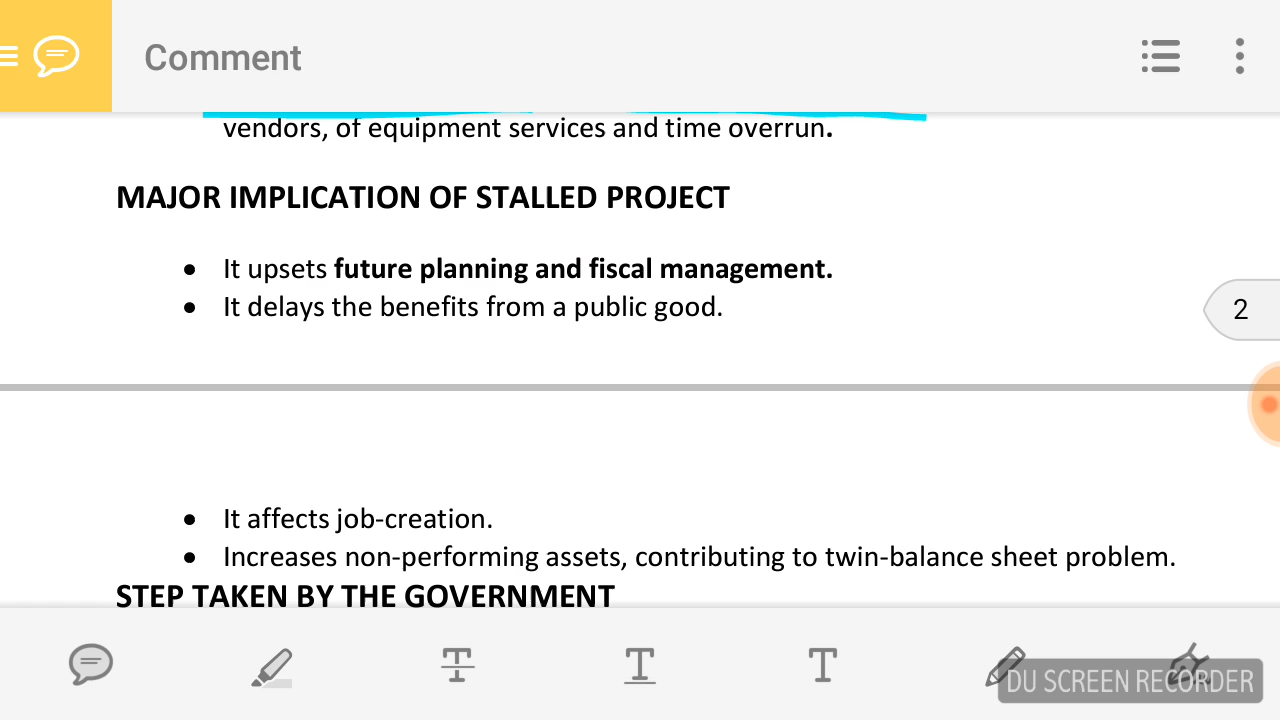 Comment
vendors, of equipment services and time overrun.
MAJOR IMPLICATION OF STALLED PROJECT
• It upsets future planning and fiscal management.
• It delays the benefits from a public good.
2
• It affects job-creation.
• Increases non-performing assets, contributing to twin-balance sheet problem.
STEP TAKEN BY THE GOVERNMENT
T T T
DU SCREEN RECORDER